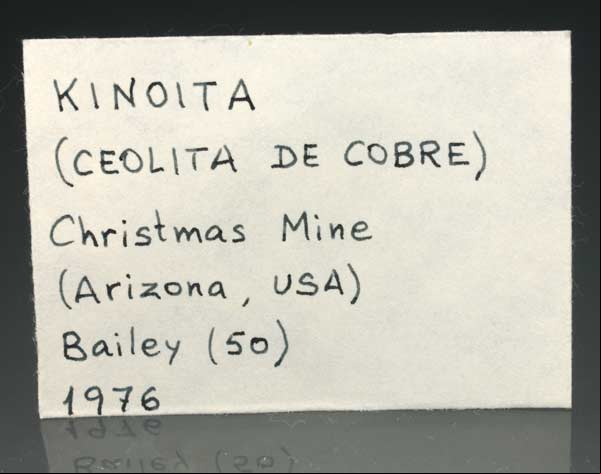 KINOITA
(CEOLITA DE COBRE)
Christmas Mine
(Arizona, USA)
Bailey (50)
1976